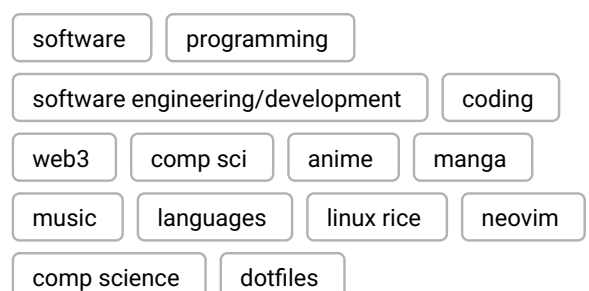 software programming
software engineering/development coding
web3 comp sci anime manga
music languages linux rice neovim
comp science dotfiles